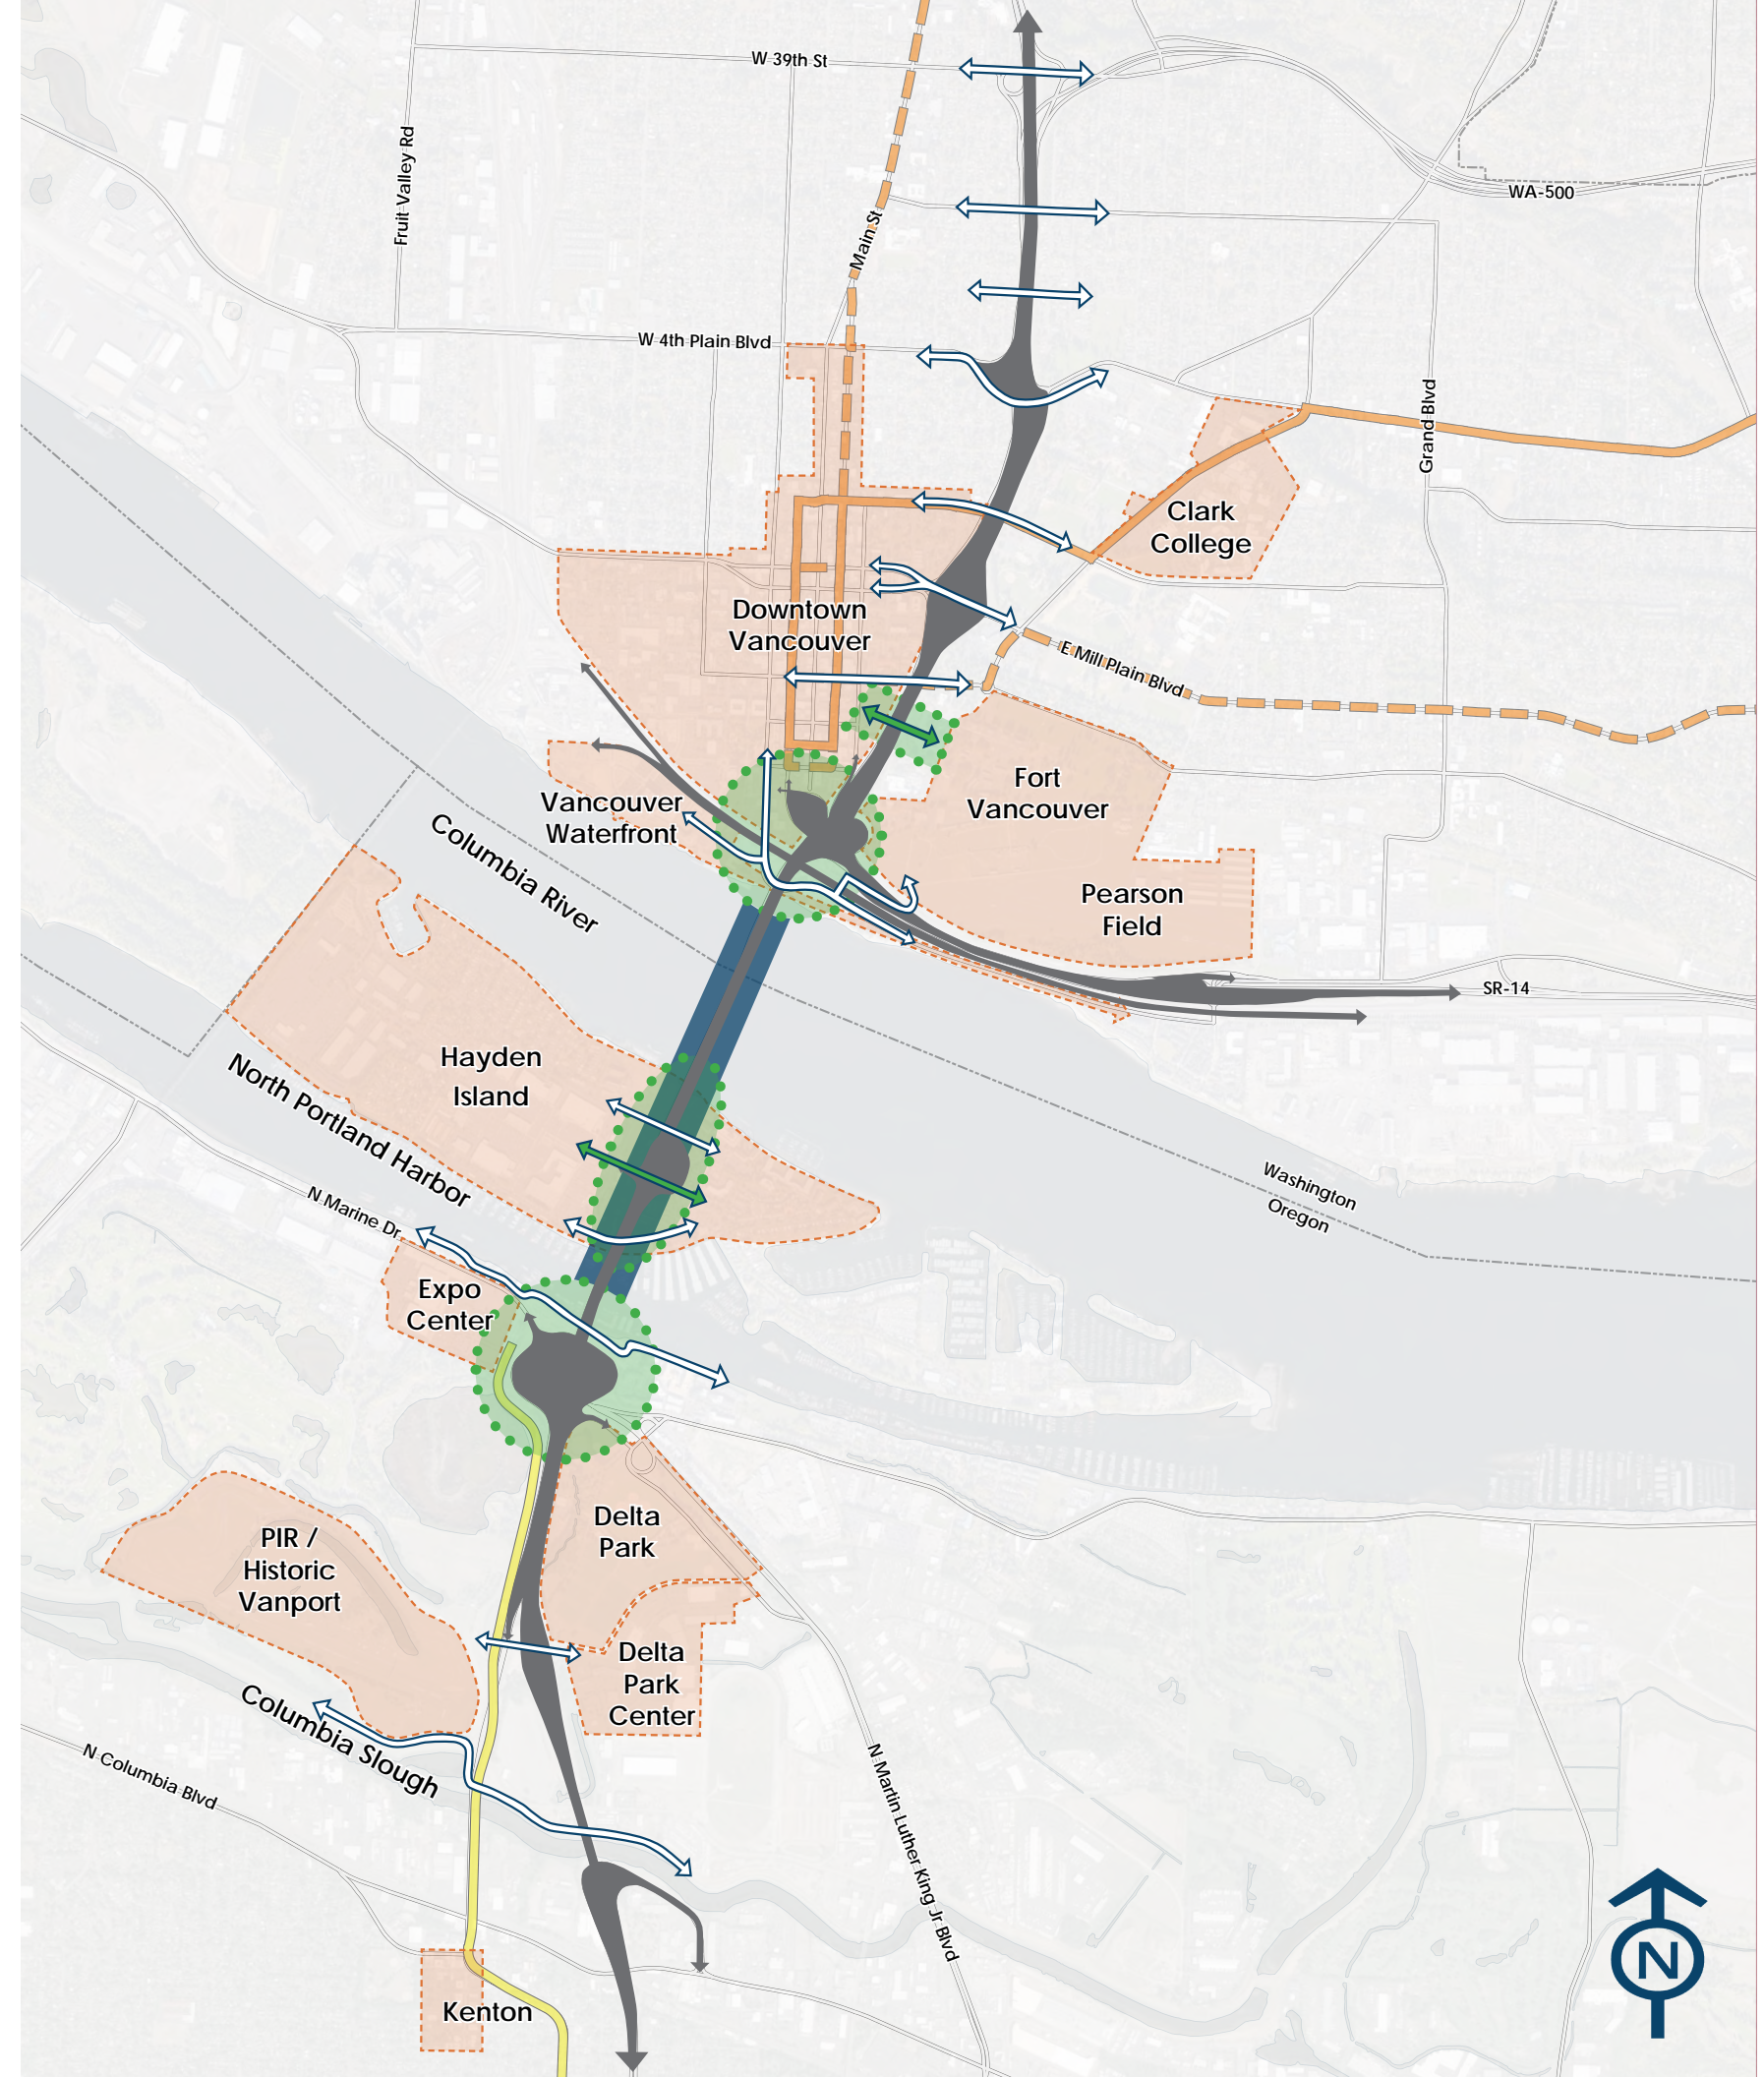 W 39th St
Fruit Valley Rd
WA-500
Main St
W 4th Plain Blvd
Grand Blvd
Clark
College
Downtown
Vancouver
E Mill Plain Blvd
Fort
Vancouver
Vancouver
Waterfront
Columbia River
Pearson
Field
SR-14
Hayden
Island
North Portland Harbor
Washington
Oregon
N Marine Dr
Expo
Center
Delta
Park
PIR /
Historic
Vanport
Delta
Park
Center
Columbia Slough
N Columbia Blvd
N Martin Luther King Jr Blvd
N
Kenton